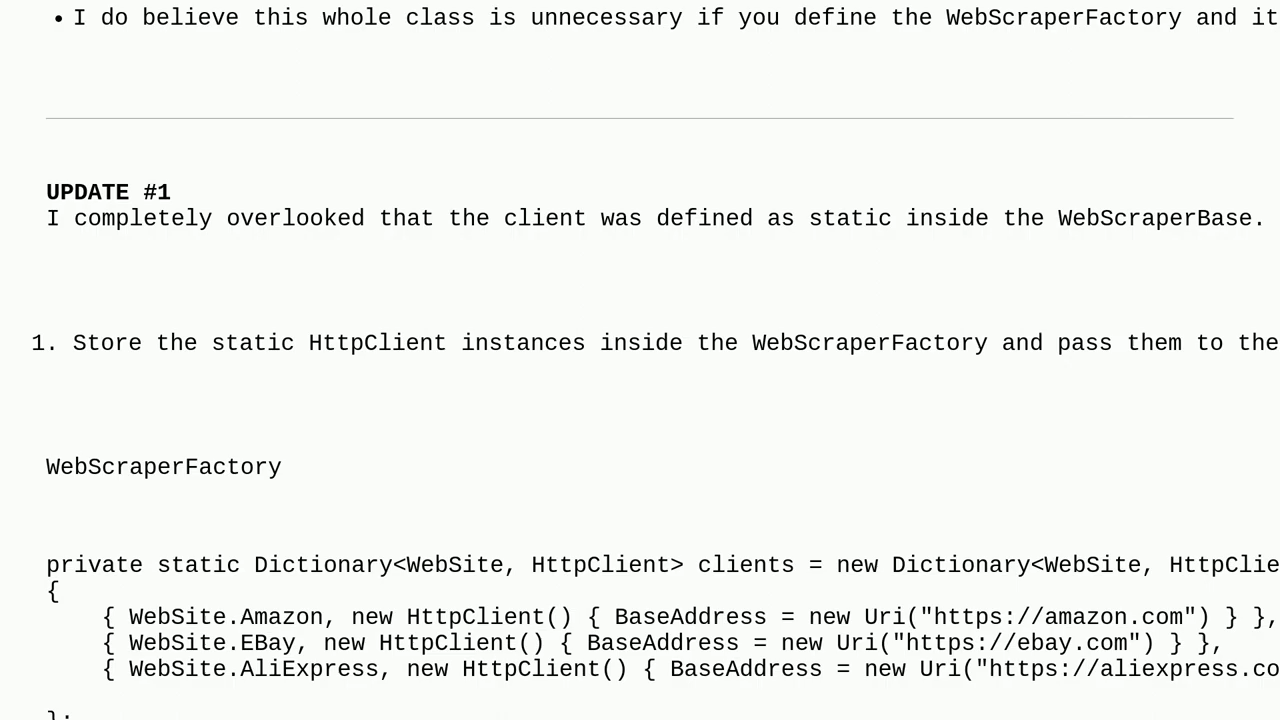 • I do believe this whole class is unnecessary if you define the WebScraperFactory and it
UPDATE #1
I completely overlooked that the client was defined as static inside the WebScraperBase.
1. Store the static HttpClient instances inside the WebScraperFactory and pass them to the
WebScraperFactory
private static Dictionary<WebSite, HttpClient> clients = new Dictionary<WebSite, HttpClie
{
    { WebSite.Amazon, new HttpClient() { BaseAddress = new Uri("https://amazon.com") } },
    { WebSite.EBay, new HttpClient() { BaseAddress = new Uri("https://ebay.com") } },
    { WebSite.AliExpress, new HttpClient() { BaseAddress = new Uri("https://aliexpress.co
};